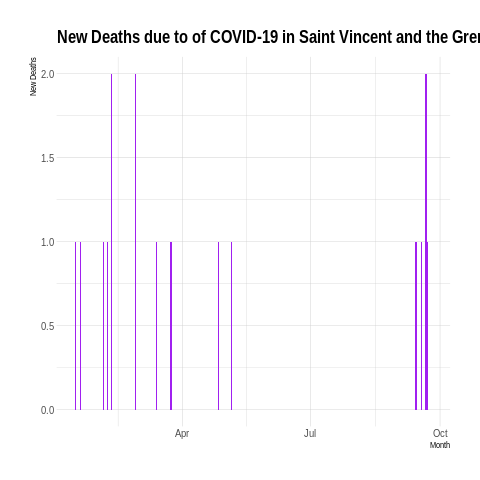 New Deaths due to of COVID-19 in Saint Vincent and the Gren
New Deaths
2.0
1.5
1.0
0.5
0.0
Apr
Jul
Oct
Month